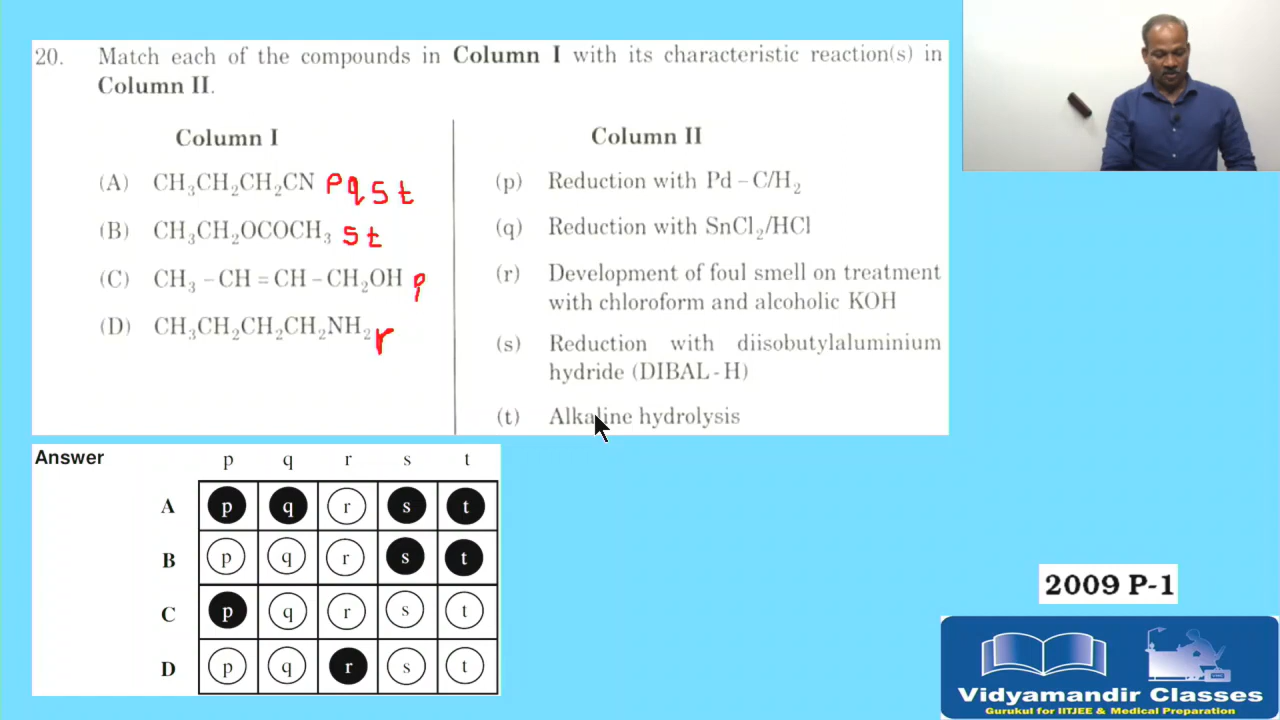 20. Match each of the compounds in Column I with its characteristic reaction(s) in
Column II.
Column I
(A) CH₃CH₂CH₂CN p q s t
(B) CH₃CH₂OCOCH₃ s t
(C) CH₃ – CH = CH – CH₂OH p
(D) CH₃CH₂CH₂CH₂NH₂ r
Column II
(p) Reduction with Pd – C/H₂
(q) Reduction with SnCl₂/HCl
(r) Development of foul smell on treatment
with chloroform and alcoholic KOH
(s) Reduction with diisobutylaluminium
hydride (DIBAL - H)
(t) Alkaline hydrolysis
Answer
p q r s t
A p q r s t
B p q r s t
C p q r s t
D p q r s t
2009 P-1
Vidyamandir Classes
Gurukul for IITJEE & Medical Preparation